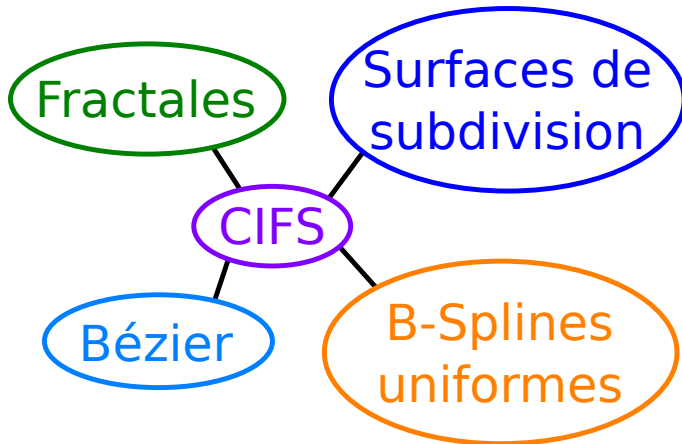 Fractales
Surfaces de
subdivision
CIFS
Bézier
B-Splines
uniformes